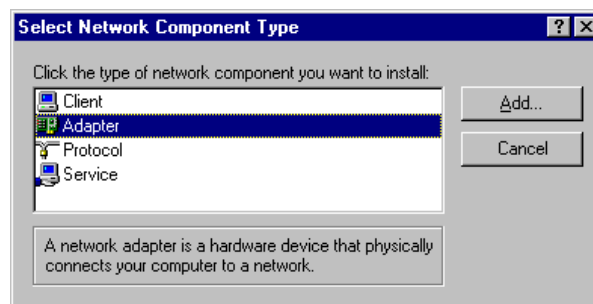 Select Network Component Type
Click the type of network component you want to install:
Client
Adapter
Protocol
Service
Add...
Cancel
A network adapter is a hardware device that physically
connects your computer to a network.